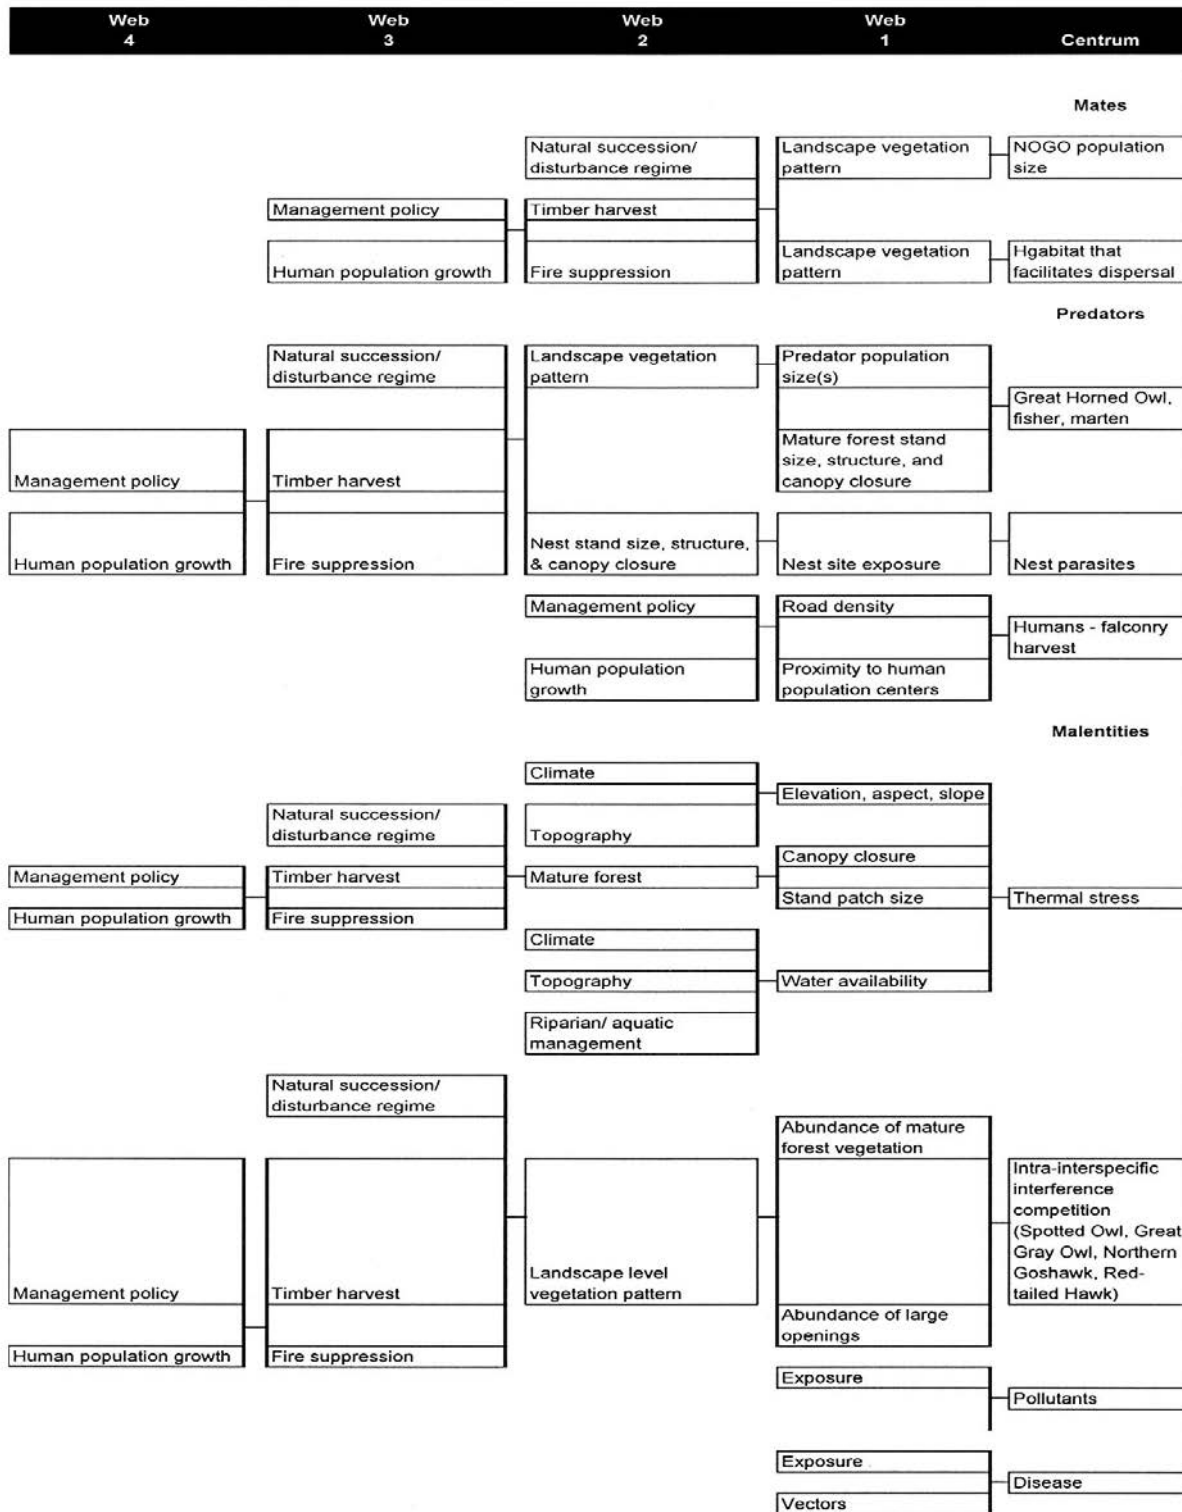 Web
4
Web
3
Web
2
Web
1
Centrum
Mates
Natural succession/
disturbance regime
Landscape vegetation
pattern
NOGO population
size
Management policy
Timber harvest
Human population growth
Fire suppression
Landscape vegetation
pattern
Hgabitat that
facilitates dispersal
Predators
Natural succession/
disturbance regime
Landscape vegetation
pattern
Predator population
size(s)
Great Horned Owl,
fisher, marten
Management policy
Timber harvest
Mature forest stand
size, structure, and
canopy closure
Human population growth
Fire suppression
Nest stand size, structure,
& canopy closure
Nest site exposure
Nest parasites
Management policy
Road density
Humans - falconry
harvest
Human population
growth
Proximity to human
population centers
Malentities
Climate
Elevation, aspect, slope
Natural succession/
disturbance regime
Topography
Canopy closure
Management policy
Timber harvest
Mature forest
Stand patch size
Thermal stress
Human population growth
Fire suppression
Climate
Topography
Water availability
Riparian/ aquatic
management
Natural succession/
disturbance regime
Abundance of mature
forest vegetation
Intra-interspecific
interference
competition
(Spotted Owl, Great
Gray Owl, Northern
Goshawk, Red-
tailed Hawk)
Management policy
Timber harvest
Landscape level
vegetation pattern
Abundance of large
openings
Human population growth
Fire suppression
Exposure
Pollutants
Exposure
Disease
Vectors